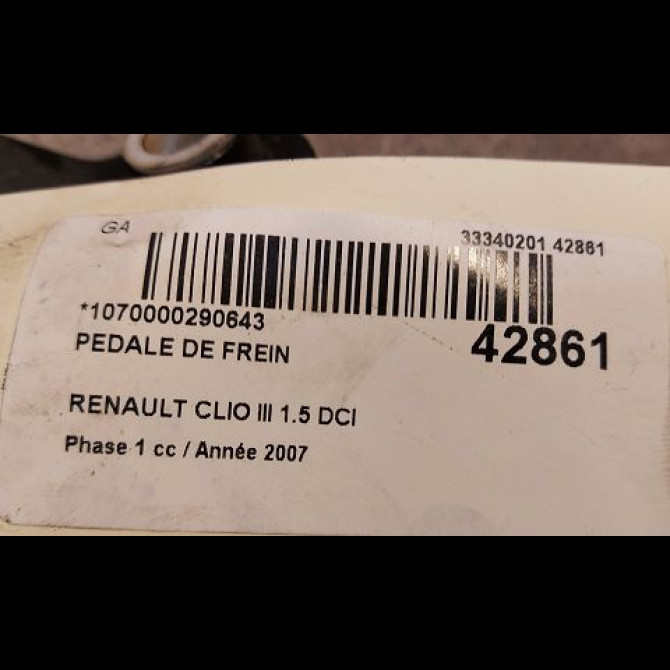 GA
33340201 42861
*1070000290643
42861
PEDALE DE FREIN
RENAULT CLIO III 1.5 DCI
Phase 1 cc / Année 2007